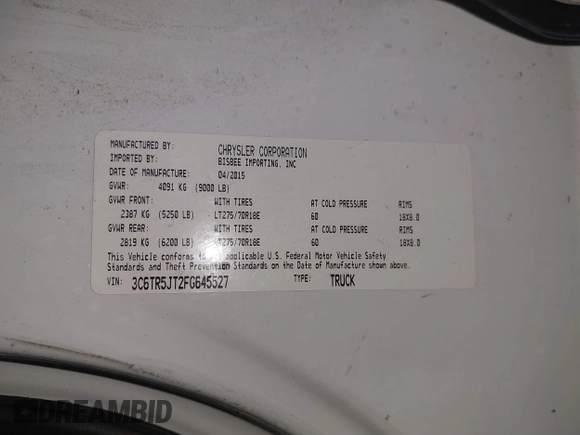 MANUFACTURED BY: CHRYSLER CORPORATION
IMPORTED BY: BISBEE IMPORTING, INC
DATE OF MANUFACTURE: 04/2015
GVWR: 4091 KG (9000 LB)
GVWR FRONT: WITH TIRES AT COLD PRESSURE RIMS
2387 KG (5250 LB) LT275/70R18E 60 18X8.0
GVWR REAR: WITH TIRES AT COLD PRESSURE RIMS
2819 KG (6200 LB) LT275/70R18E 60 18X8.0
This Vehicle conforms to all applicable U.S. Federal Motor Vehicle Safety
Standards and Theft Prevention Standards on the Date of Manufacture shown above.
VIN: 3C6TR5JT2FG645527 TYPE: TRUCK
DREAMBID